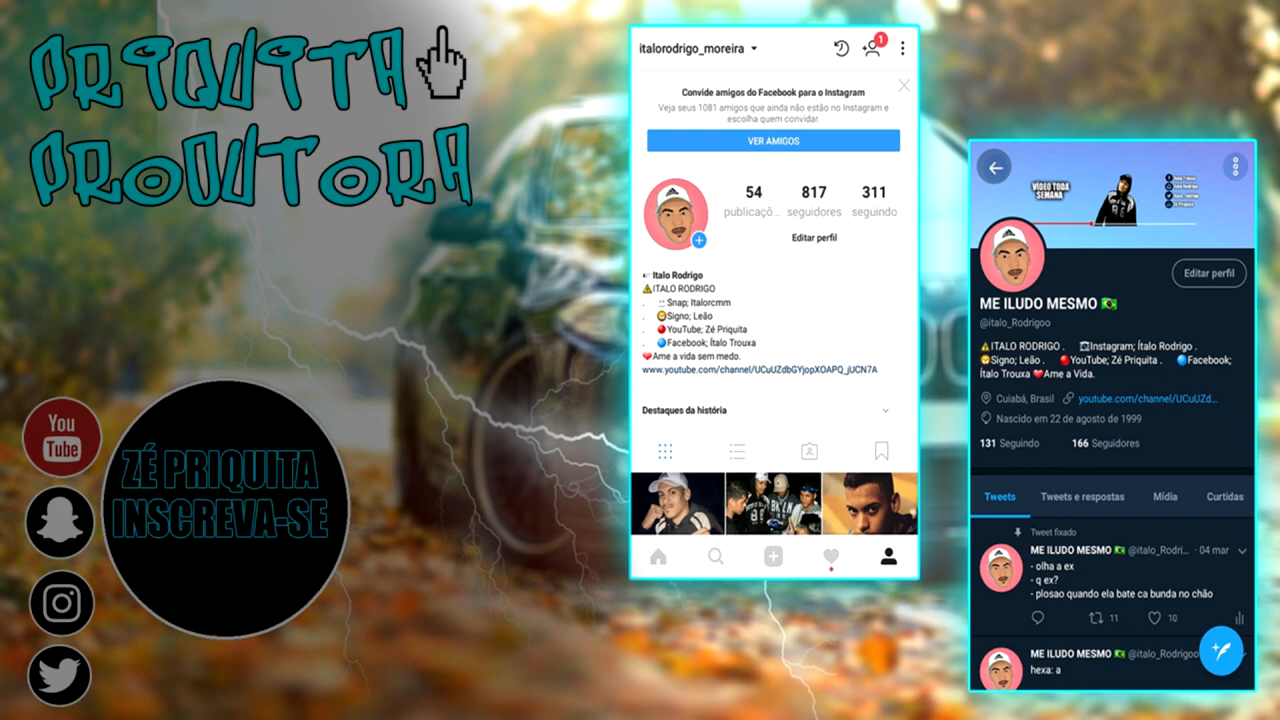 PRIQUITA
PRODUTORA
You
Tube
ZÉ PRIQUITA
INSCREVA-SE
italorodrigo_moreira
1
Convide amigos do Facebook para o Instagram
Veja seus 1081 amigos que ainda não estão no Instagram e
escolha quem convidar.
VER AMIGOS
54 817 311
publicaçõ... seguidores seguindo
Editar perfil
Italo Rodrigo
⚠ITALO RODRIGO
. Snap; Italorcmm
. Signo; Leão
. 🔴YouTube; Zé Priquita
. 🔵Facebook; Ítalo Trouxa
❤Ame a vida sem medo.
www.youtube.com/channel/UCuUZdbGYjopXOAPQ_jUCN7A
Destaques da história
VÍDEO TODA
SEMANA
Editar perfil
ME ILUDO MESMO 🇧🇷
@italo_Rodrigoo
⚠ITALO RODRIGO . Instagram; Ítalo Rodrigo .
Signo; Leão . 🔴YouTube; Zé Priquita . 🔵Facebook;
Ítalo Trouxa ❤Ame a Vida.
Cuiabá, Brasil youtube.com/channel/UCuUZd...
Nascido em 22 de agosto de 1999
131 Seguindo 166 Seguidores
Tweets Tweets e respostas Mídia Curtidas
Tweet fixado
ME ILUDO MESMO 🇧🇷 @italo_Rodri... · 04 mar
- olha a ex
- q ex?
- plosao quando ela bate ca bunda no chão
11 10
ME ILUDO MESMO 🇧🇷 @italo_Rodrigoo
hexa: a